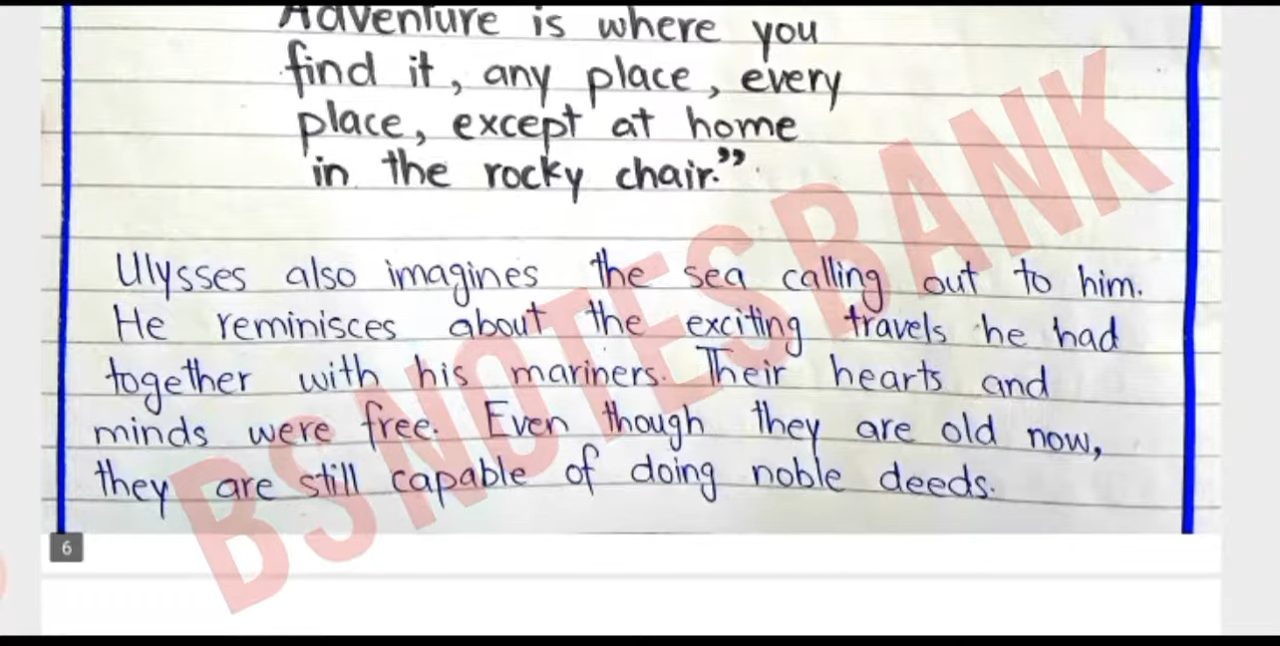 Adventure is where you
find it, any place, every
place, except at home
in the rocky chair.”
Ulysses also imagines the sea calling out to him.
He reminisces about the exciting travels he had
together with his mariners. Their hearts and
minds were free. Even though they are old now,
they are still capable of doing noble deeds.
BSNOTESBANK
6